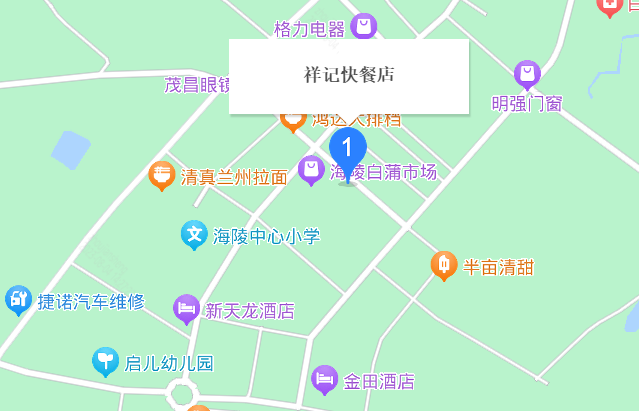 格力电器
祥记快餐店
茂昌眼镜
明强门窗
鸿达大排档
1
海陵白蒲市场
清真兰州拉面
海陵中心小学
文
半亩清甜
捷诺汽车维修
新天龙酒店
启儿幼儿园
金田酒店